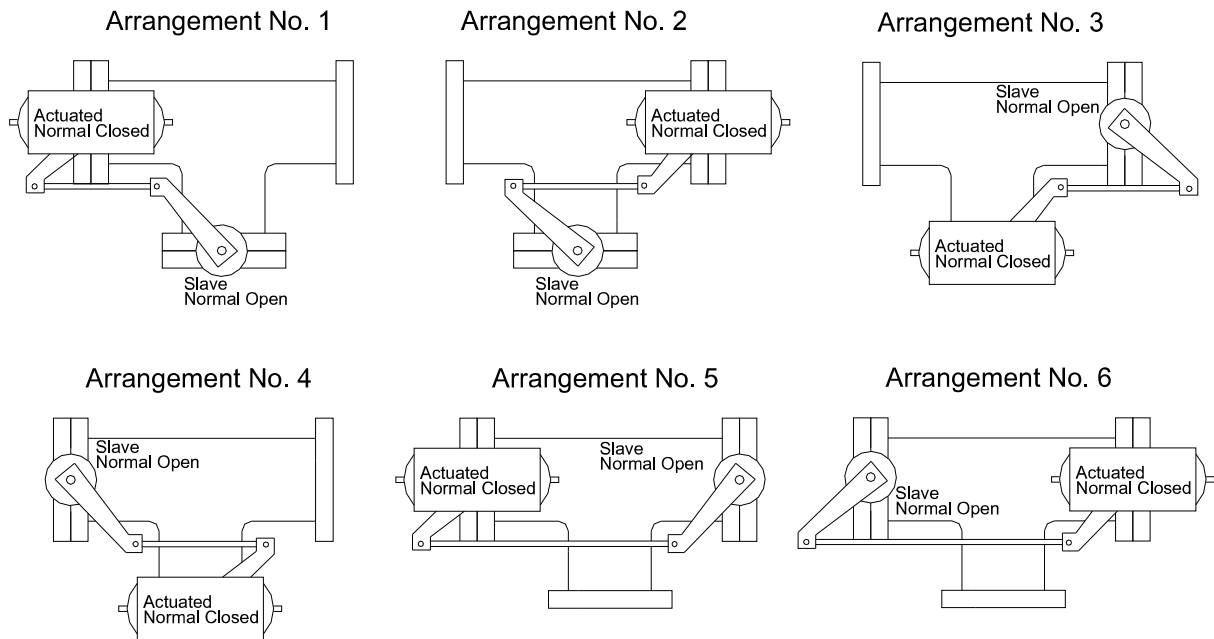 Arrangement No. 1
Actuated
Normal Closed
Slave
Normal Open
Arrangement No. 2
Actuated
Normal Closed
Slave
Normal Open
Arrangement No. 3
Slave
Normal Open
Actuated
Normal Closed
Arrangement No. 4
Slave
Normal Open
Actuated
Normal Closed
Arrangement No. 5
Actuated
Normal Closed
Slave
Normal Open
Arrangement No. 6
Slave
Normal Open
Actuated
Normal Closed